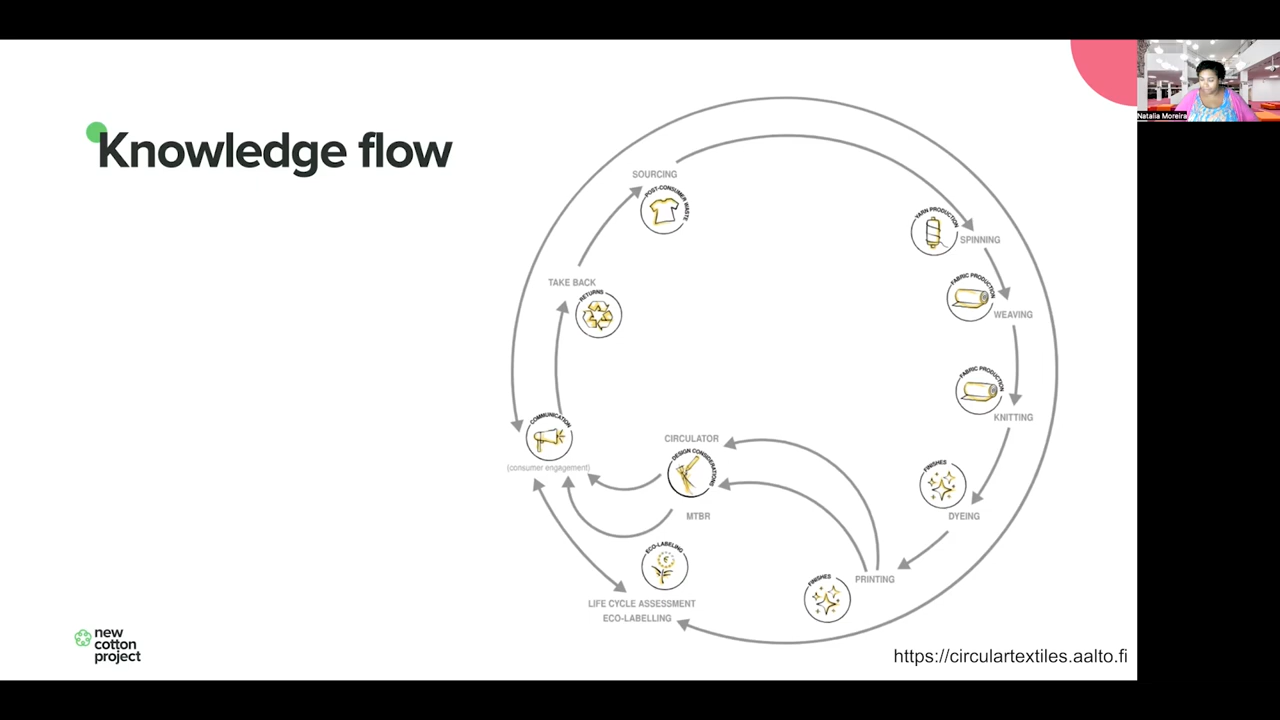 Knowledge flow
SOURCING
POST-CONSUMER WASTE
YARN PRODUCTION
SPINNING
FABRIC PRODUCTION
WEAVING
TAKE BACK
RETURNS
FABRIC PRODUCTION
KNITTING
COMMUNICATION
(consumer engagement)
CIRCULATOR
DESIGN CONSIDERATIONS
MTBR
FINISHES
DYEING
ECO-LABELING
€
LIFE CYCLE ASSESSMENT
ECO-LABELLING
FINISHES
PRINTING
new
cotton
project
https://circulartextiles.aalto.fi
Natalia Moreira